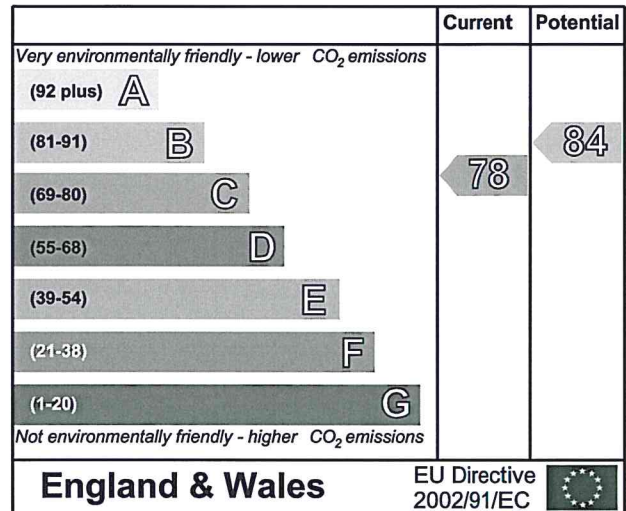 Current Potential
Very environmentally friendly - lower CO2 emissions
(92 plus) A
(81-91) B
84
(69-80) C
78
(55-68) D
(39-54) E
(21-38) F
(1-20) G
Not environmentally friendly - higher CO2 emissions
England & Wales
EU Directive
2002/91/EC